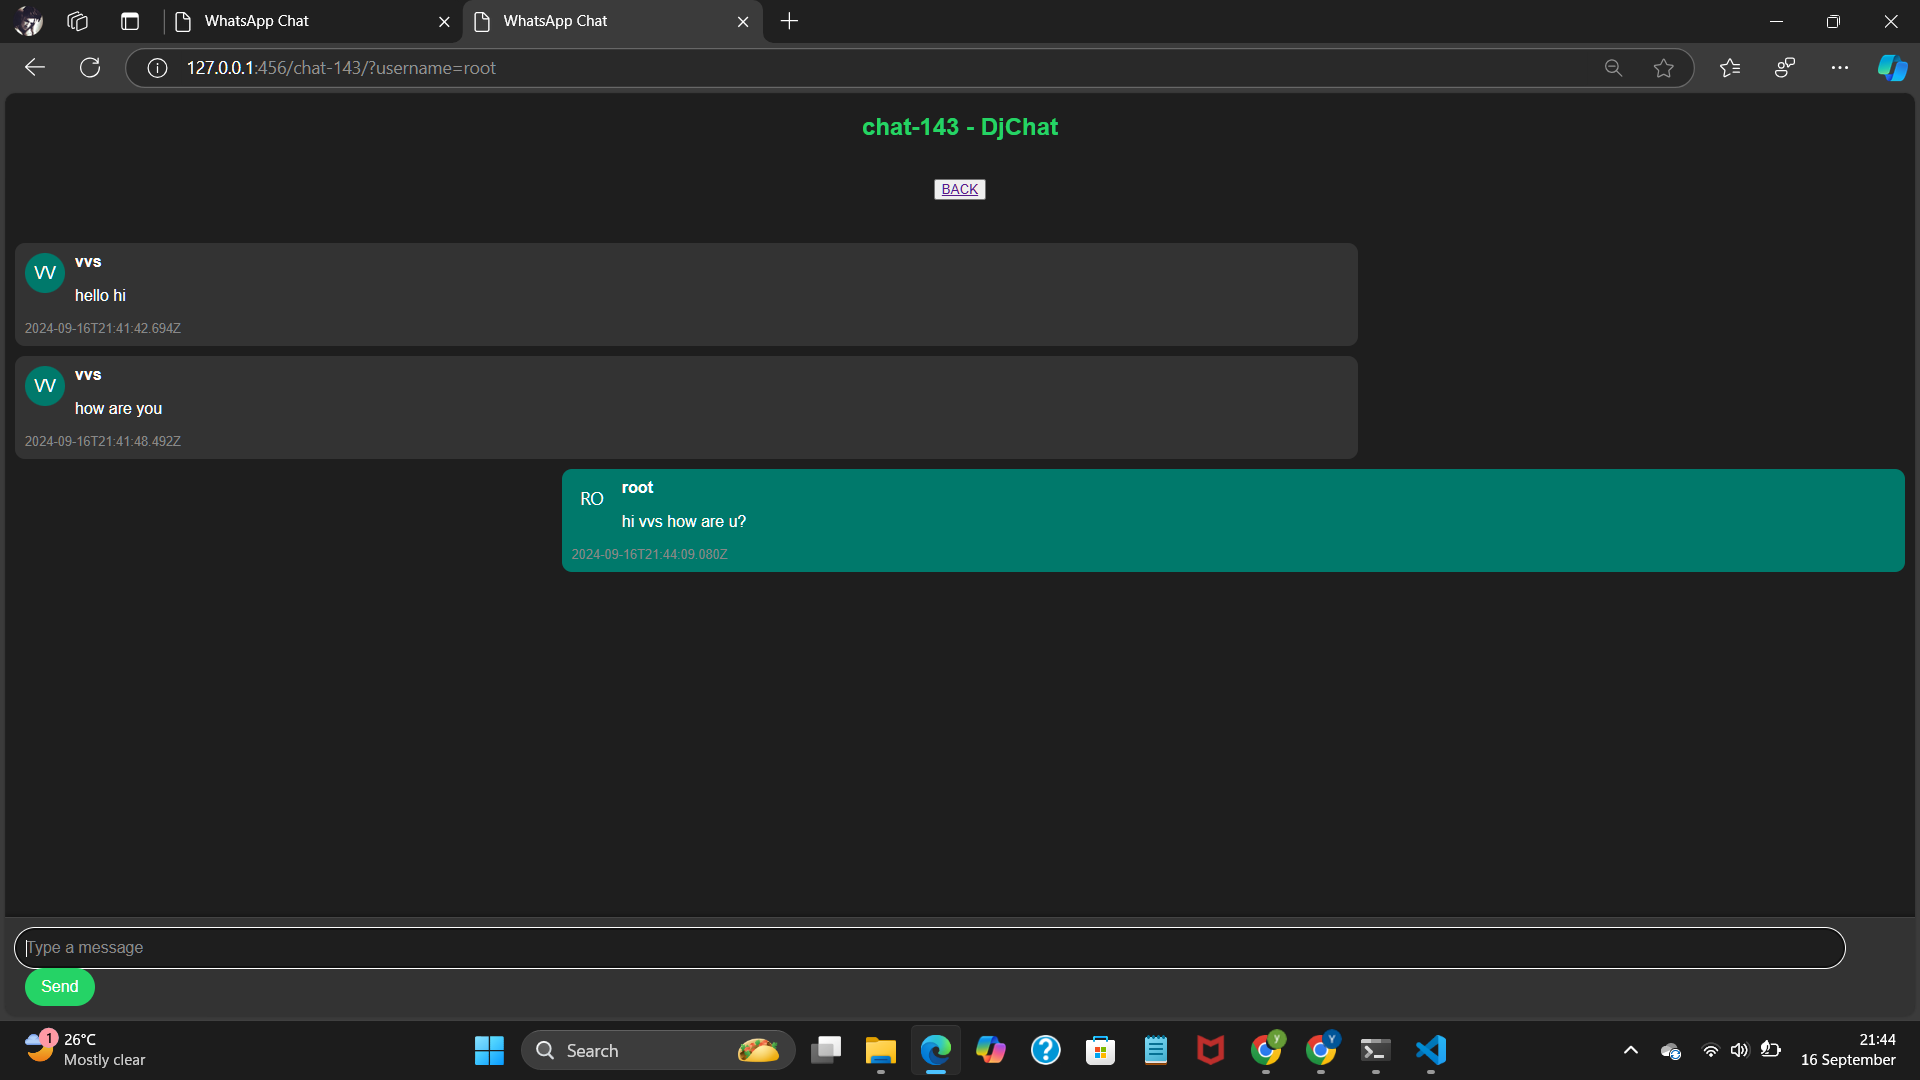 WhatsApp Chat
WhatsApp Chat
127.0.0.1:456/chat-143/?username=root
chat-143 - DjChat
BACK
VV
vvs
hello hi
2024-09-16T21:41:42.694Z
VV
vvs
how are you
2024-09-16T21:41:48.492Z
RO
root
hi vvs how are u?
2024-09-16T21:44:09.080Z
Type a message
Send
1
26°C
Mostly clear
Search
Y
Y
21:44
16 September